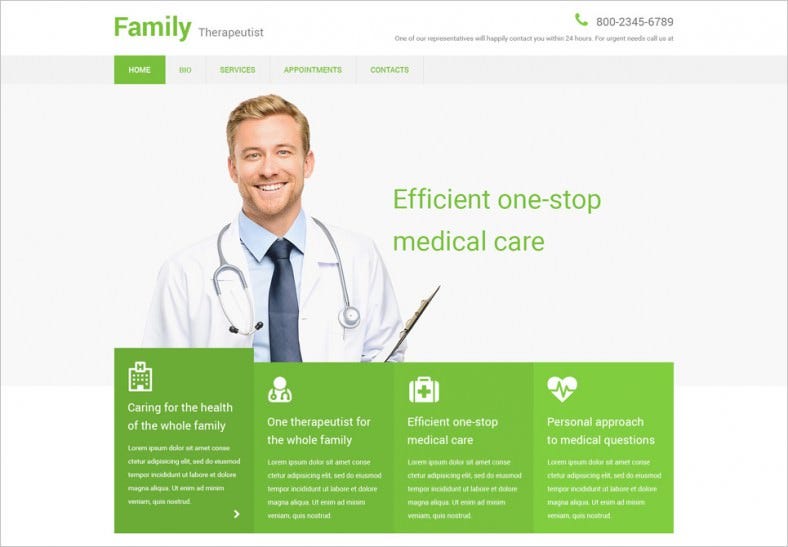 Family Therapeutist
800-2345-6789
One of our representatives will happily contact you within 24 hours. For urgent needs call us at
HOME BIO SERVICES APPOINTMENTS CONTACTS
Efficient one-stop
medical care
H
Caring for the health
of the whole family
Lorem ipsum dolor sit amet conse
ctetur adipisicing elit, sed do eiusmod
tempor incididunt ut labore et dolore
magna aliqua. Ut enim ad minim
veniam, quis nostrud.
One therapeutist for
the whole family
Lorem ipsum dolor sit amet conse
ctetur adipisicing elit, sed do eiusmod
tempor incididunt ut labore et dolore
magna aliqua. Ut enim ad minim
veniam, quis nostrud.
Efficient one-stop
medical care
Lorem ipsum dolor sit amet conse
ctetur adipisicing elit, sed do eiusmod
tempor incididunt ut labore et dolore
magna aliqua. Ut enim ad minim
veniam, quis nostrud.
Personal approach
to medical questions
Lorem ipsum dolor sit amet conse
ctetur adipisicing elit, sed do eiusmod
tempor incididunt ut labore et dolore
magna aliqua. Ut enim ad minim
veniam, quis nostrud.